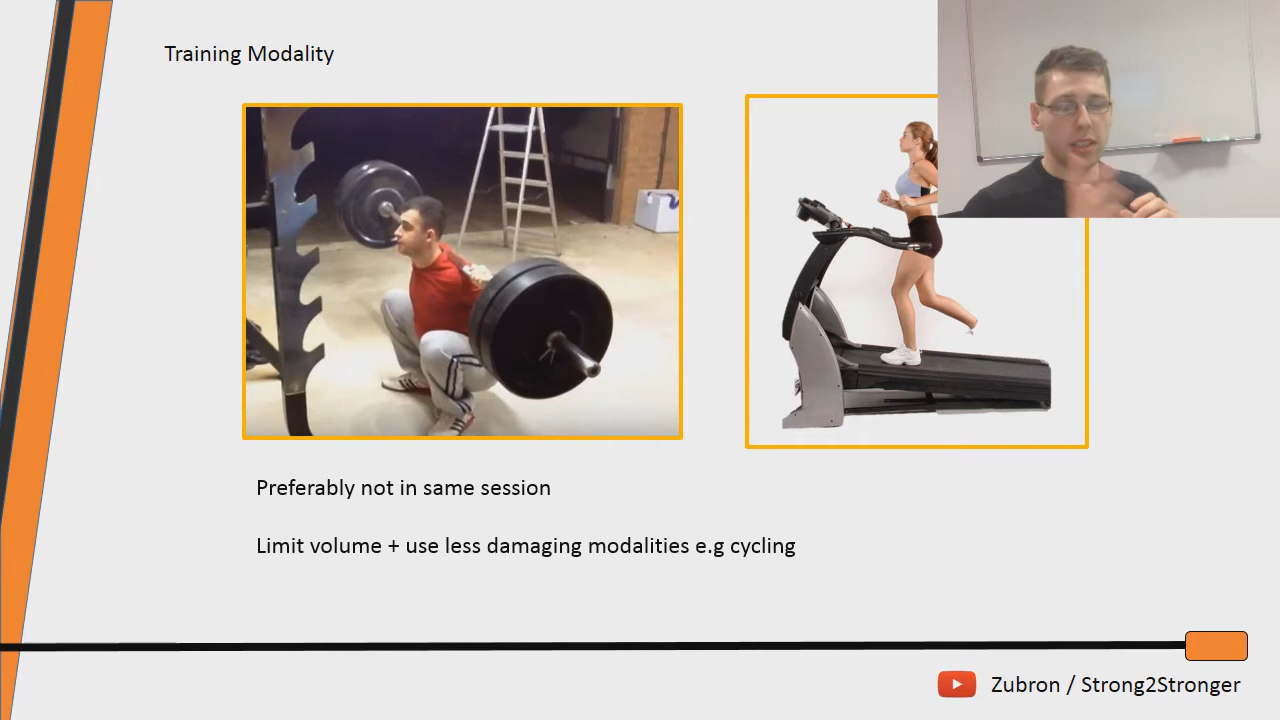 Training Modality
Preferably not in same session
Limit volume + use less damaging modalities e.g cycling
Zubron / Strong2Stronger